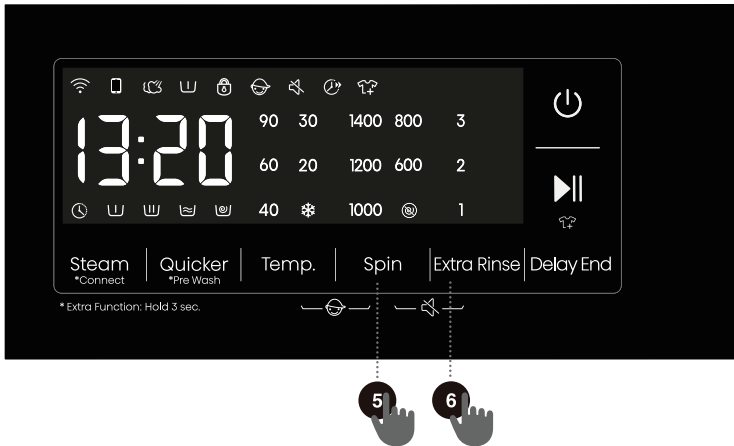 13:20
90 30 1400 800 3
60 20 1200 600 2
40 1000 1
Steam Quicker Temp. Spin Extra Rinse Delay End
*Connect *Pre Wash
* Extra Function: Hold 3 sec.
5 6